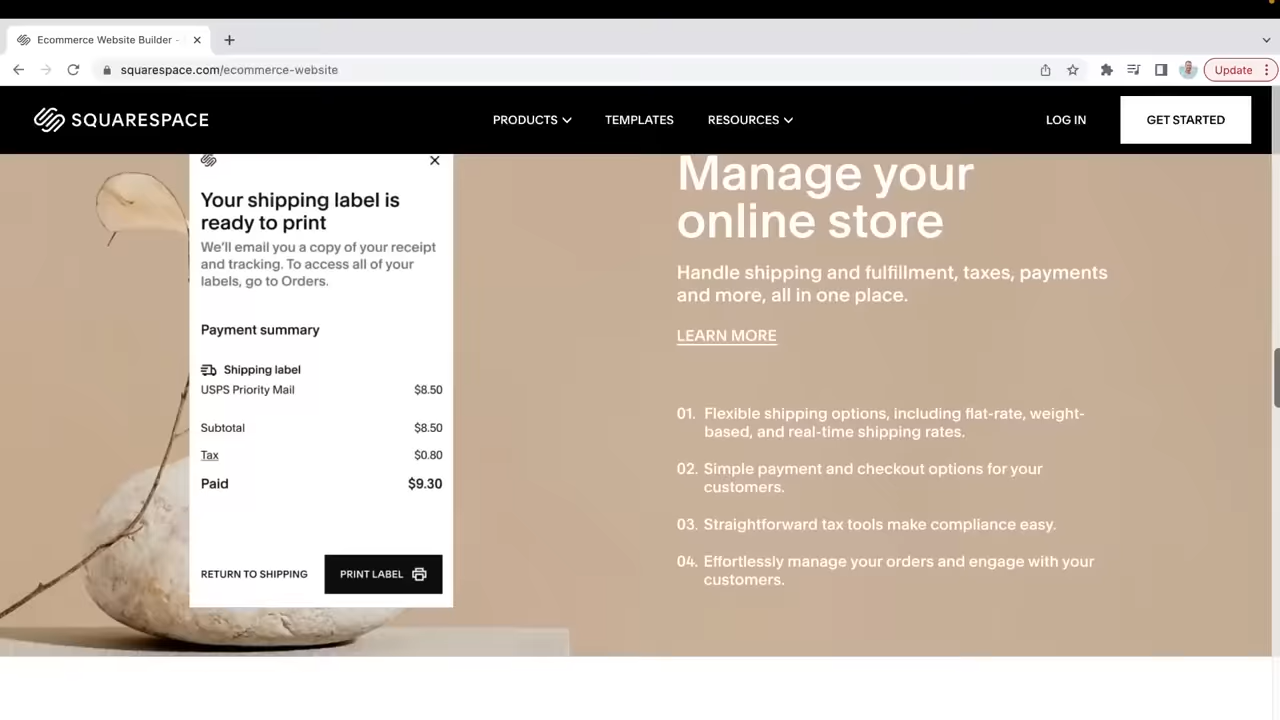 Ecommerce Website Builder -
squarespace.com/ecommerce-website
Update
SQUARESPACE
PRODUCTS
TEMPLATES
RESOURCES
LOG IN
GET STARTED
Your shipping label is
ready to print
We'll email you a copy of your receipt
and tracking. To access all of your
labels, go to Orders.
Payment summary
Shipping label
USPS Priority Mail $8.50
Subtotal $8.50
Tax $0.80
Paid $9.30
RETURN TO SHIPPING
PRINT LABEL
Manage your
online store
Handle shipping and fulfillment, taxes, payments
and more, all in one place.
LEARN MORE
01. Flexible shipping options, including flat-rate, weight-
based, and real-time shipping rates.
02. Simple payment and checkout options for your
customers.
03. Straightforward tax tools make compliance easy.
04. Effortlessly manage your orders and engage with your
customers.